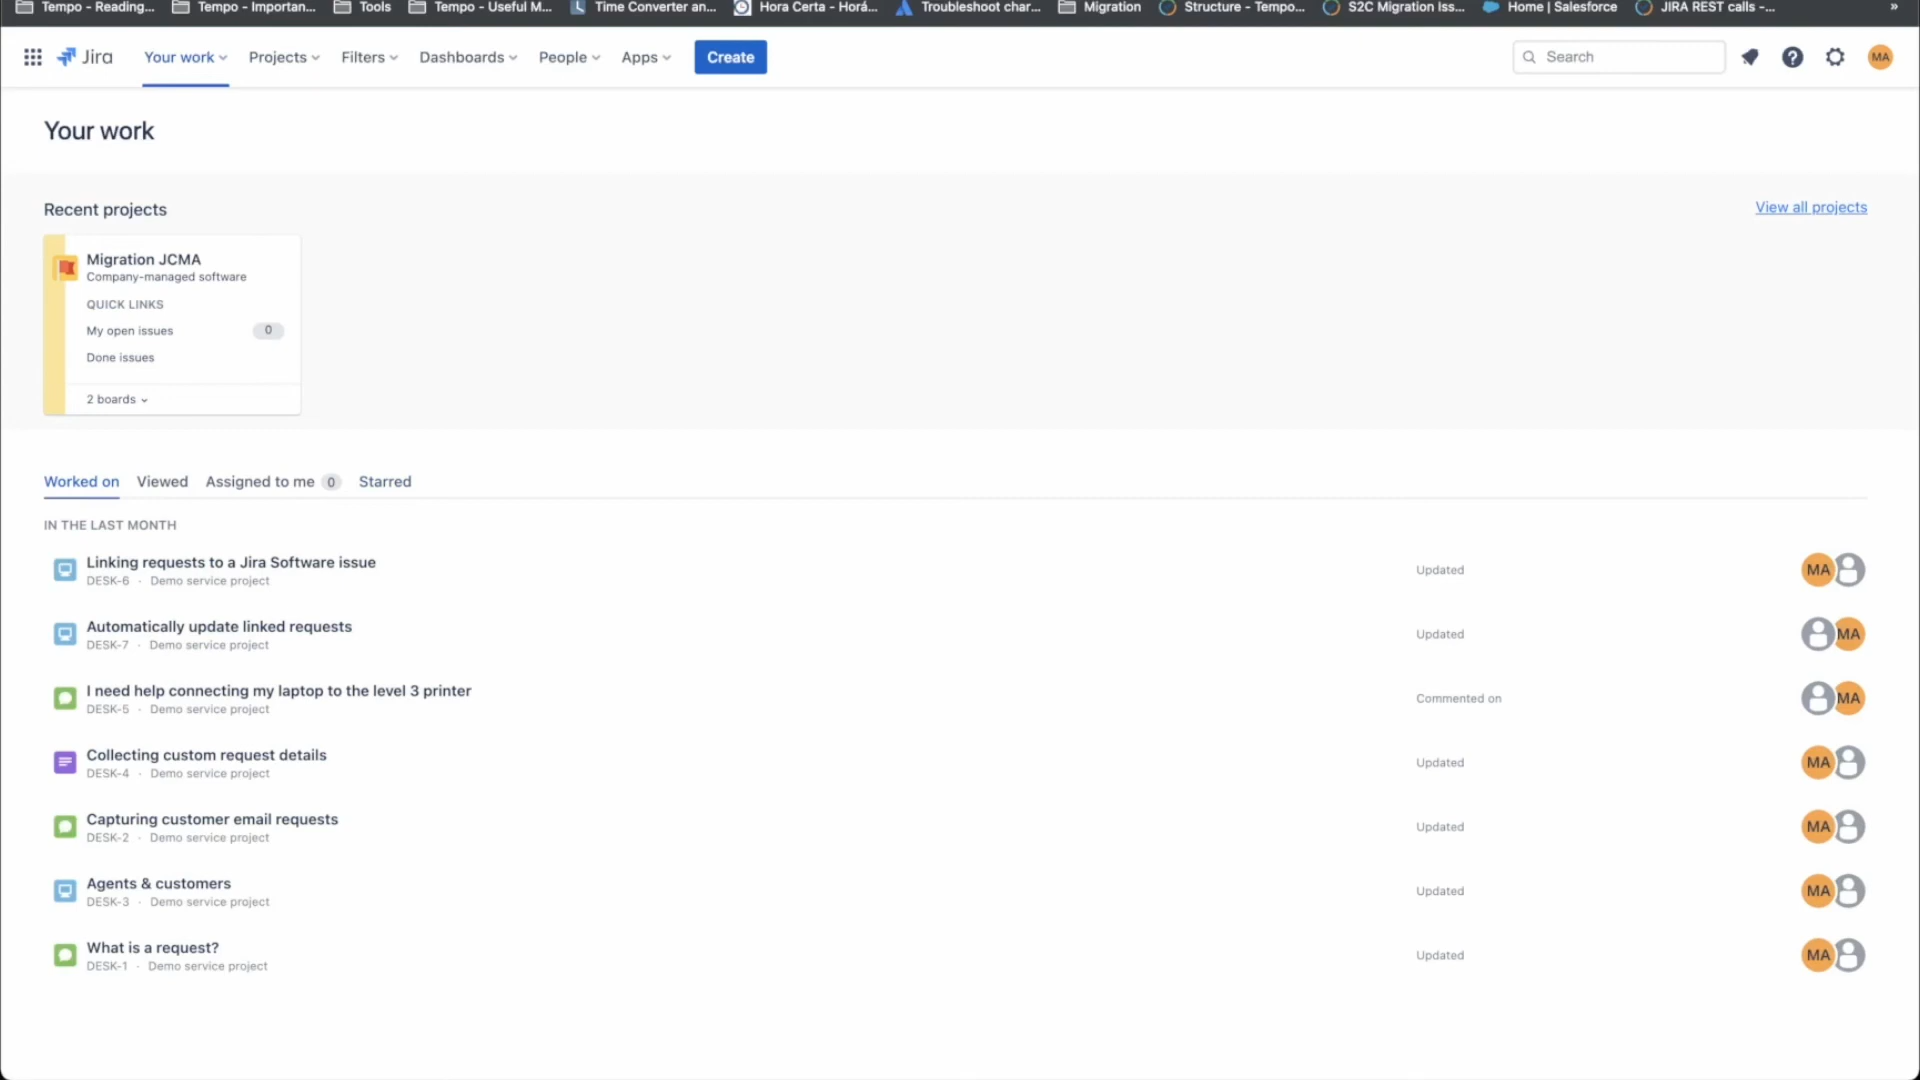 Tempo - Reading... Tempo - Importan... Tools Tempo - Useful M... Time Converter an... Hora Certa - Horá... Troubleshoot char... Migration Structure - Tempo... S2C Migration Iss... Home | Salesforce JIRA REST calls -... »
Jira Your work Projects Filters Dashboards People Apps Create Search MA
Your work
Recent projects View all projects
Migration JCMA
Company-managed software
QUICK LINKS
My open issues 0
Done issues
2 boards
Worked on Viewed Assigned to me 0 Starred
IN THE LAST MONTH
Linking requests to a Jira Software issue
DESK-6 · Demo service project
Updated MA
Automatically update linked requests
DESK-7 · Demo service project
Updated MA
I need help connecting my laptop to the level 3 printer
DESK-5 · Demo service project
Commented on MA
Collecting custom request details
DESK-4 · Demo service project
Updated MA
Capturing customer email requests
DESK-2 · Demo service project
Updated MA
Agents & customers
DESK-3 · Demo service project
Updated MA
What is a request?
DESK-1 · Demo service project
Updated MA